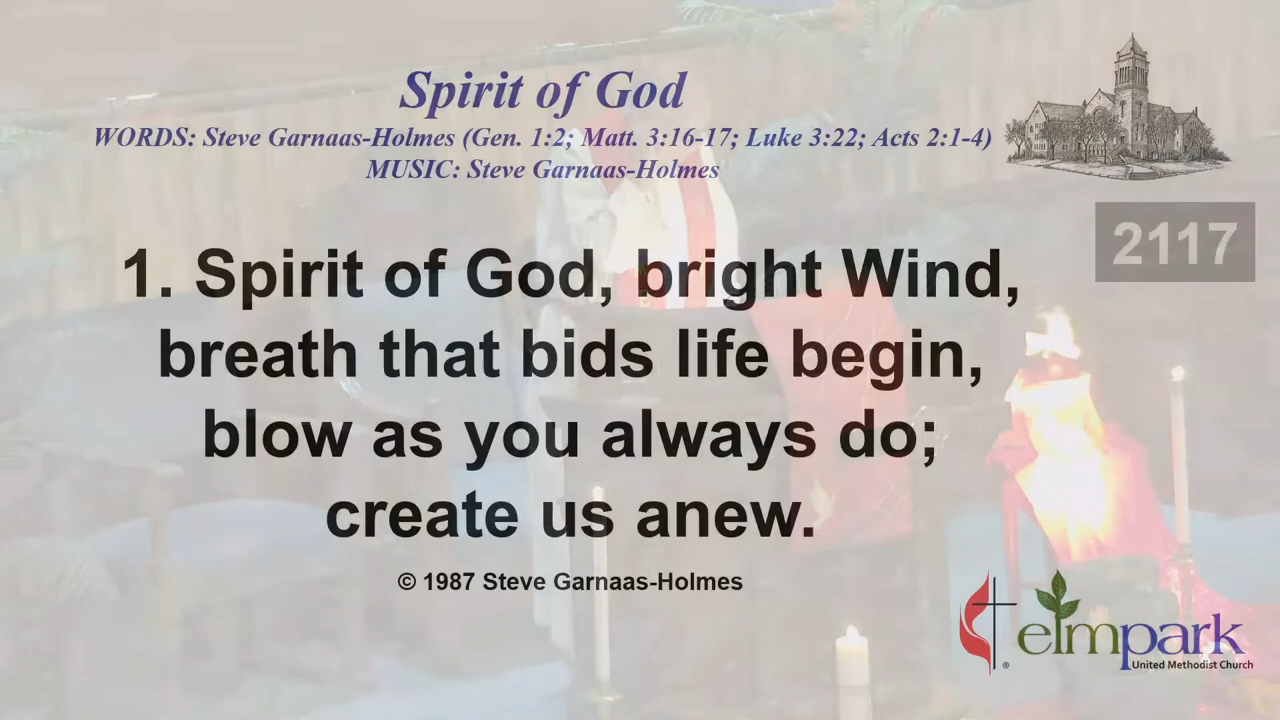 Spirit of God
WORDS: Steve Garnaas-Holmes (Gen. 1:2; Matt. 3:16-17; Luke 3:22; Acts 2:1-4)
MUSIC: Steve Garnaas-Holmes
2117
1. Spirit of God, bright Wind,
breath that bids life begin,
blow as you always do;
create us anew.
© 1987 Steve Garnaas-Holmes
®
elmpark
United Methodist Church